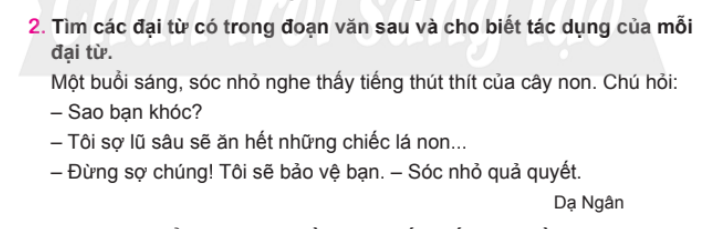 2. Tìm các đại từ có trong đoạn văn sau và cho biết tác dụng của mỗi
đại từ.
Một buổi sáng, sóc nhỏ nghe thấy tiếng thút thít của cây non. Chú hỏi:
– Sao bạn khóc?
– Tôi sợ lũ sâu sẽ ăn hết những chiếc lá non...
– Đừng sợ chúng! Tôi sẽ bảo vệ bạn. – Sóc nhỏ quả quyết.
Dạ Ngân